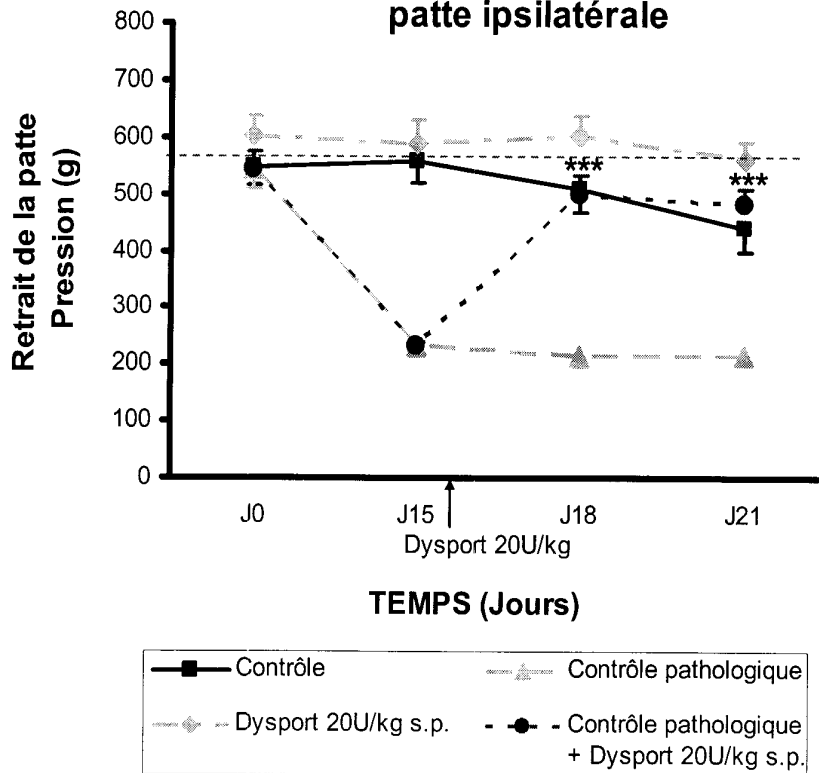 patte ipsilatérale
Retrait de la patte
Pression (g)
800
700
600
500
400
300
200
100
0
***
***
J0
J15
J18
J21
Dysport 20U/kg
TEMPS (Jours)
Contrôle
Contrôle pathologique
Dysport 20U/kg s.p.
Contrôle pathologique
+ Dysport 20U/kg s.p.